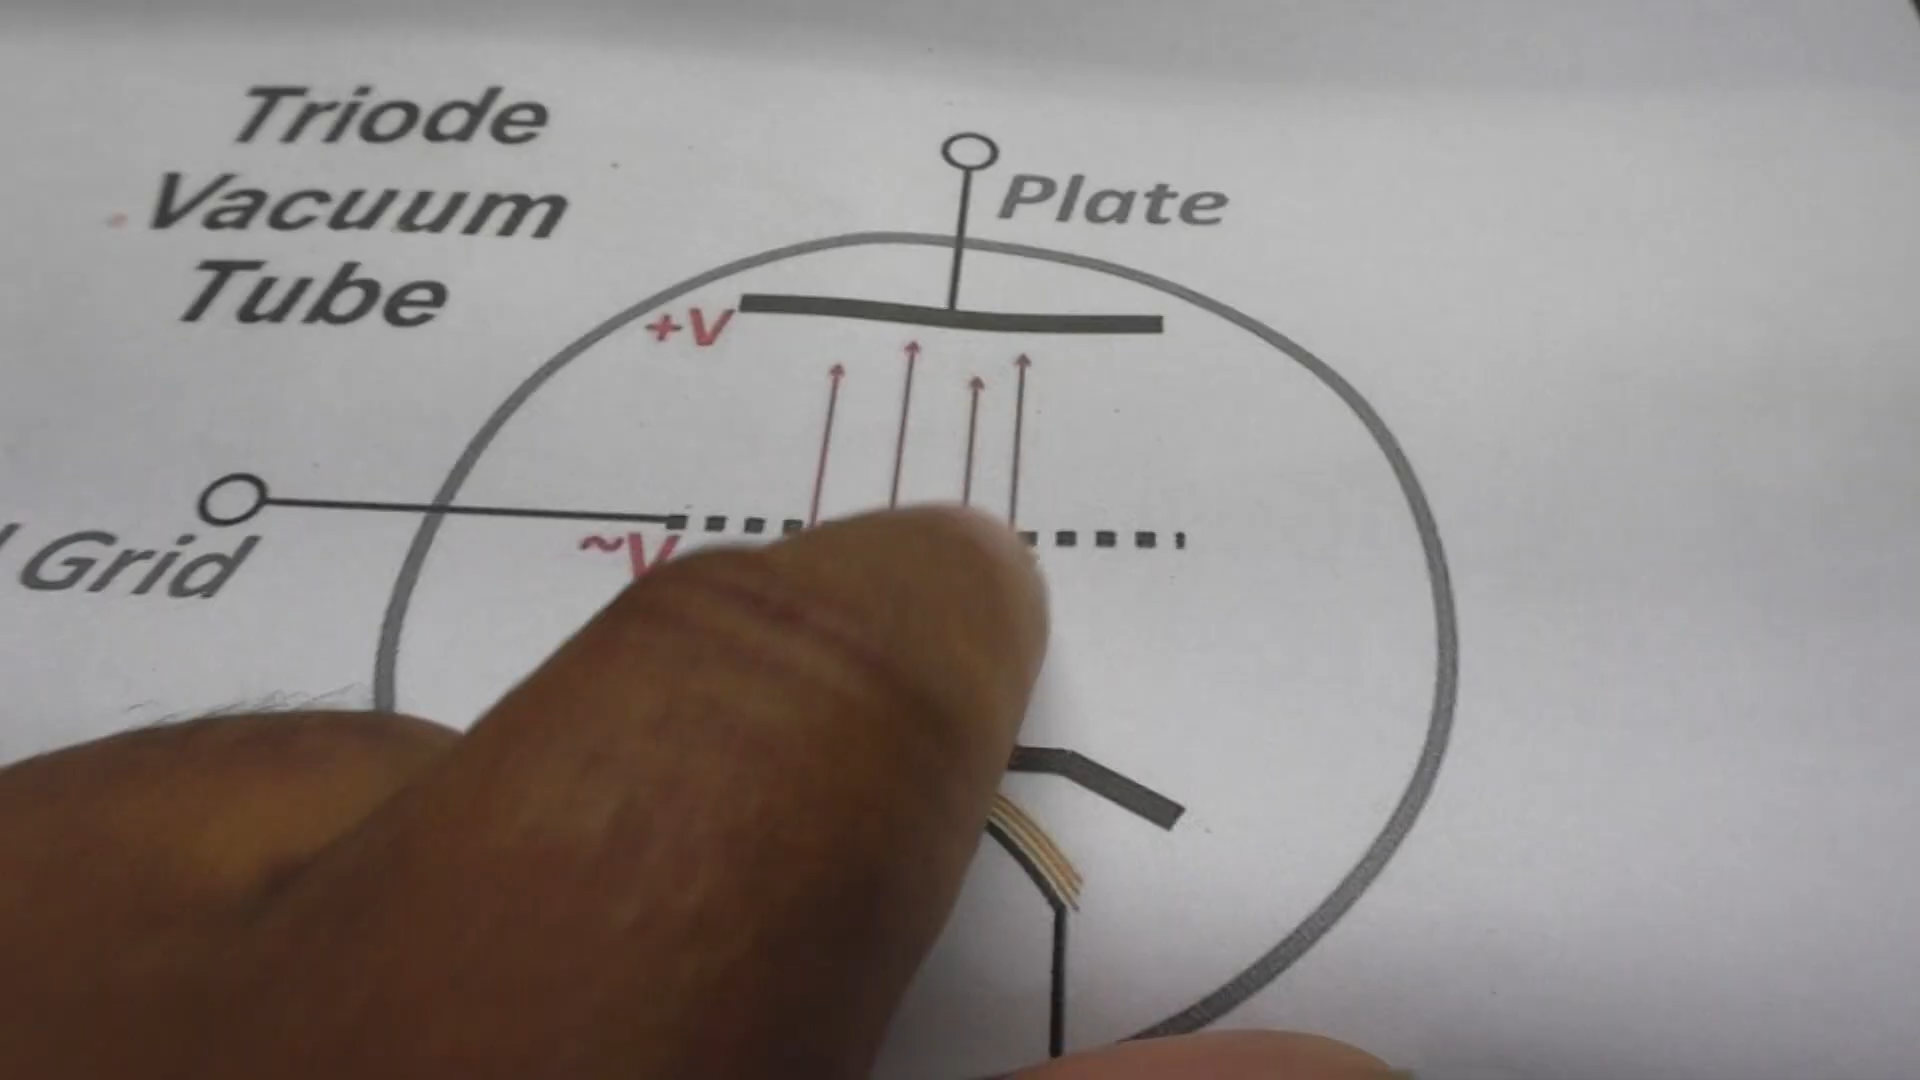 Triode
Vacuum
Tube
Plate
+V
Grid
~V